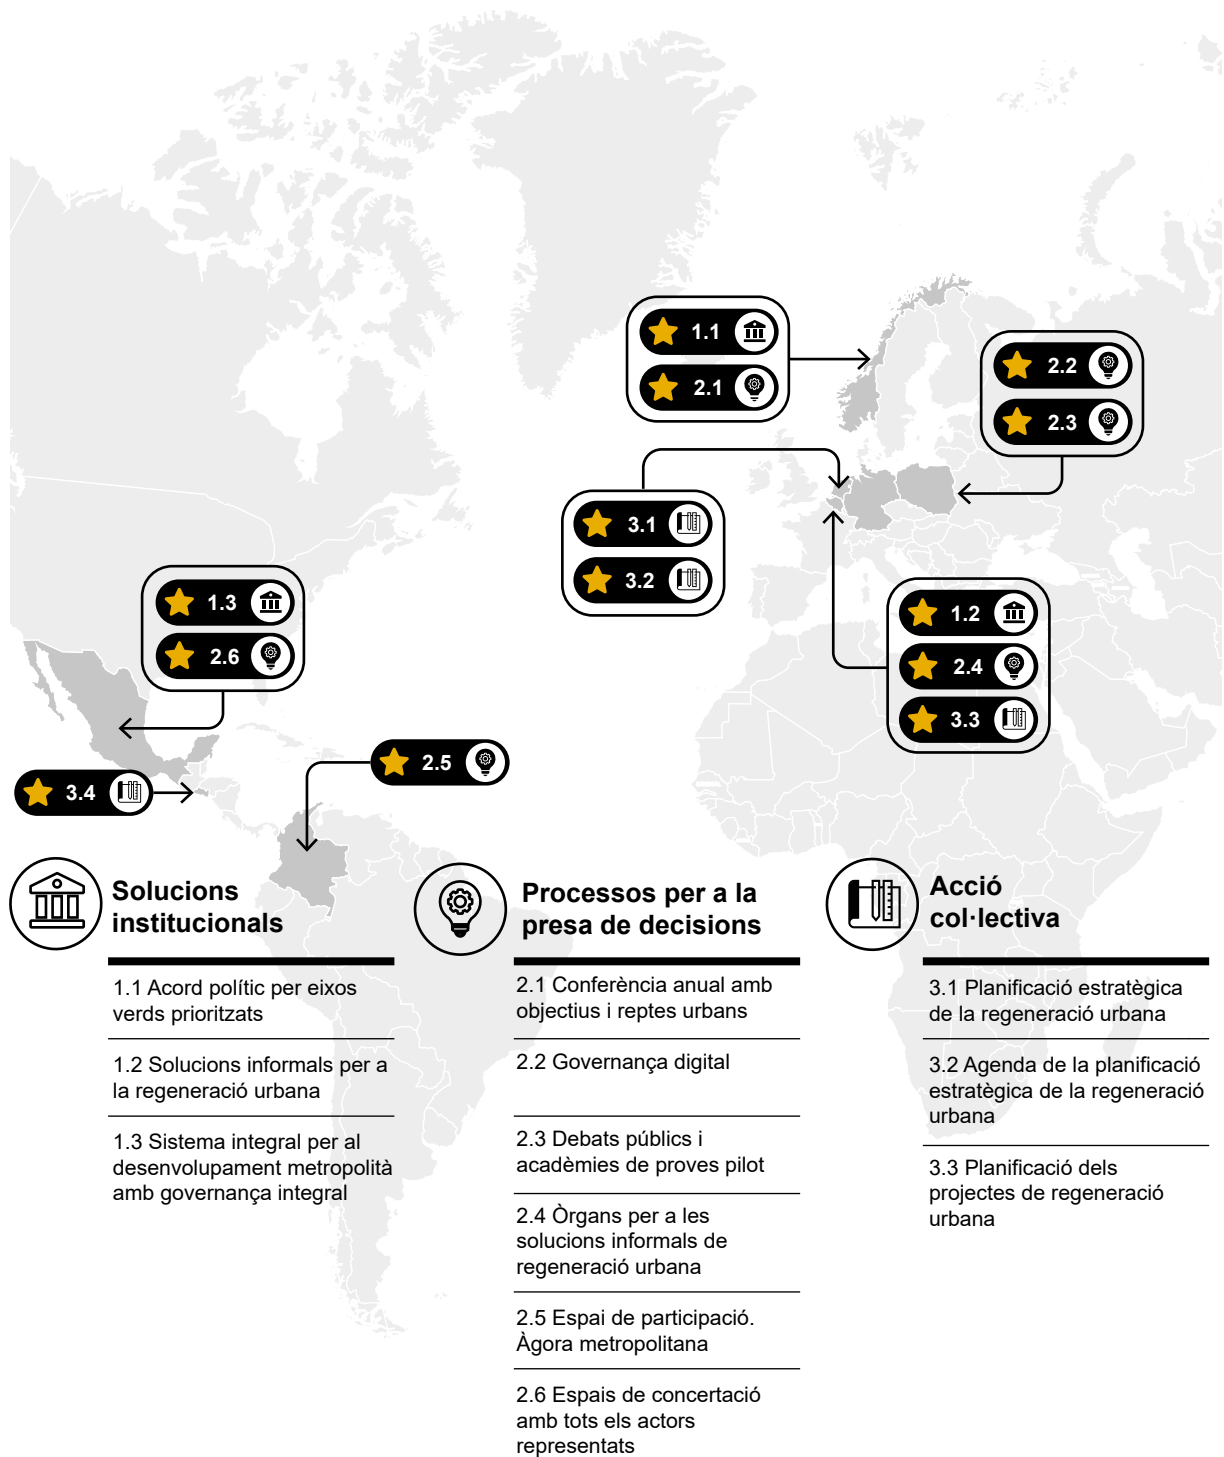 1.1
2.1
2.2
2.3
3.1
3.2
1.3
2.6
1.2
2.4
3.3
2.5
3.4
Solucions
institucionals
1.1 Acord polític per eixos
verds prioritzats
1.2 Solucions informals per a
la regeneració urbana
1.3 Sistema integral per al
desenvolupament metropolità
amb governança integral
Processos per a la
presa de decisions
2.1 Conferència anual amb
objectius i reptes urbans
2.2 Governança digital
2.3 Debats públics i
acadèmies de proves pilot
2.4 Òrgans per a les
solucions informals de
regeneració urbana
2.5 Espai de participació.
Àgora metropolitana
2.6 Espais de concertació
amb tots els actors
representats
Acció
col·lectiva
3.1 Planificació estratègica
de la regeneració urbana
3.2 Agenda de la planificació
estratègica de la regeneració
urbana
3.3 Planificació dels
projectes de regeneració
urbana